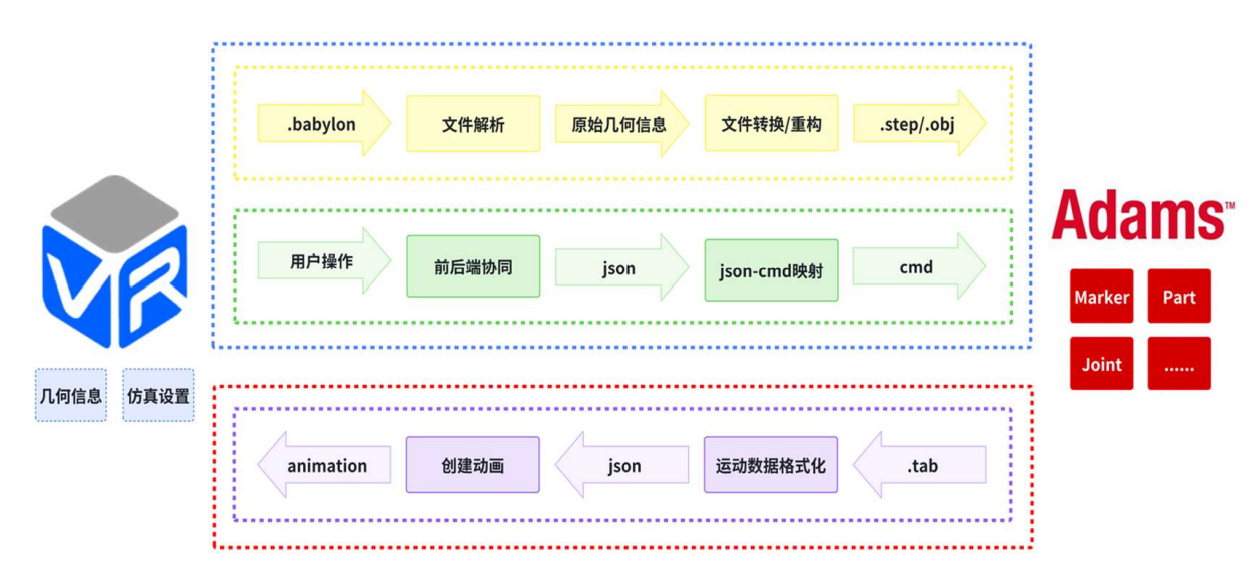 .babylon
文件解析
原始几何信息
文件转换/重构
.step/.obj
用户操作
前后端协同
json
json-cmd映射
cmd
VR
几何信息
仿真设置
Adams™
Marker
Part
Joint
......
animation
创建动画
json
运动数据格式化
.tab